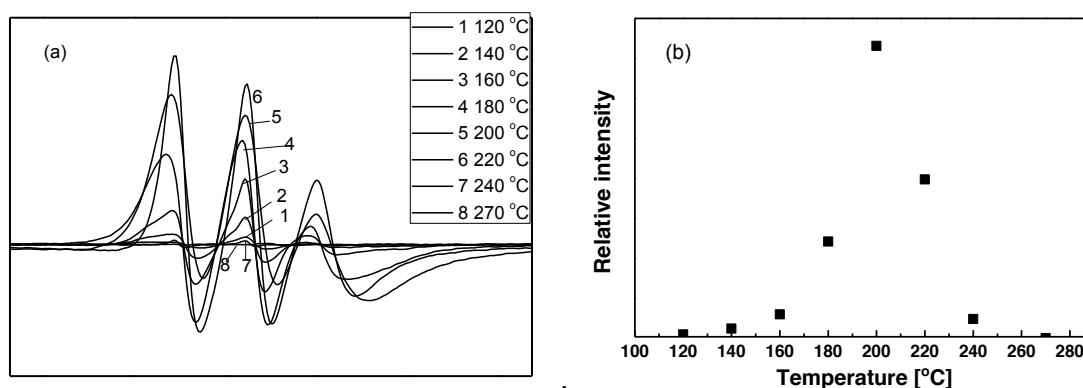 (a)
1 120 °C
2 140 °C
3 160 °C
4 180 °C
5 200 °C
6 220 °C
7 240 °C
8 270 °C
6
5
4
3
2
1
8
7
(b)
Relative intensity
100 120 140 160 180 200 220 240 260 280
Temperature [°C]